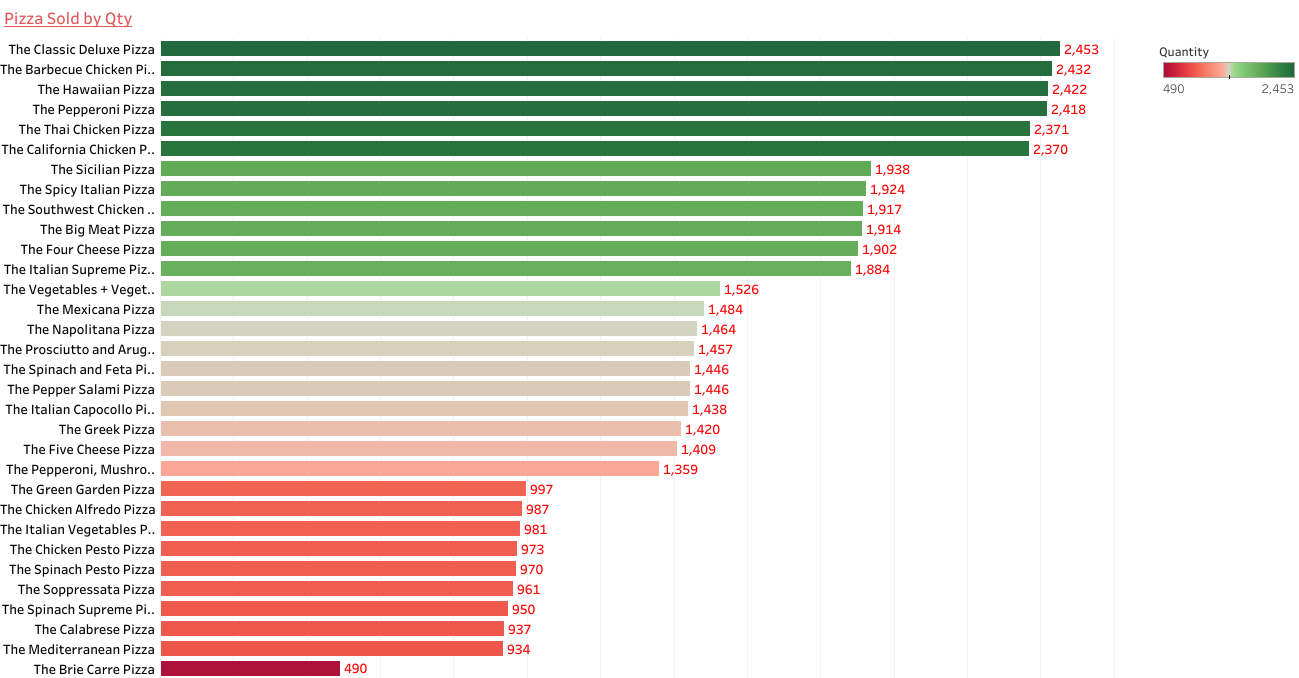 Pizza Sold by Qty
The Classic Deluxe Pizza 2,453
The Barbecue Chicken Pi.. 2,432
The Hawaiian Pizza 2,422
The Pepperoni Pizza 2,418
The Thai Chicken Pizza 2,371
The California Chicken P.. 2,370
The Sicilian Pizza 1,938
The Spicy Italian Pizza 1,924
The Southwest Chicken .. 1,917
The Big Meat Pizza 1,914
The Four Cheese Pizza 1,902
The Italian Supreme Piz.. 1,884
The Vegetables + Veget.. 1,526
The Mexicana Pizza 1,484
The Napolitana Pizza 1,464
The Prosciutto and Arug.. 1,457
The Spinach and Feta Pi.. 1,446
The Pepper Salami Pizza 1,446
The Italian Capocollo Pi.. 1,438
The Greek Pizza 1,420
The Five Cheese Pizza 1,409
The Pepperoni, Mushro.. 1,359
The Green Garden Pizza 997
The Chicken Alfredo Pizza 987
The Italian Vegetables P.. 981
The Chicken Pesto Pizza 973
The Spinach Pesto Pizza 970
The Soppressata Pizza 961
The Spinach Supreme Pi.. 950
The Calabrese Pizza 937
The Mediterranean Pizza 934
The Brie Carre Pizza 490
Quantity
490 2,453